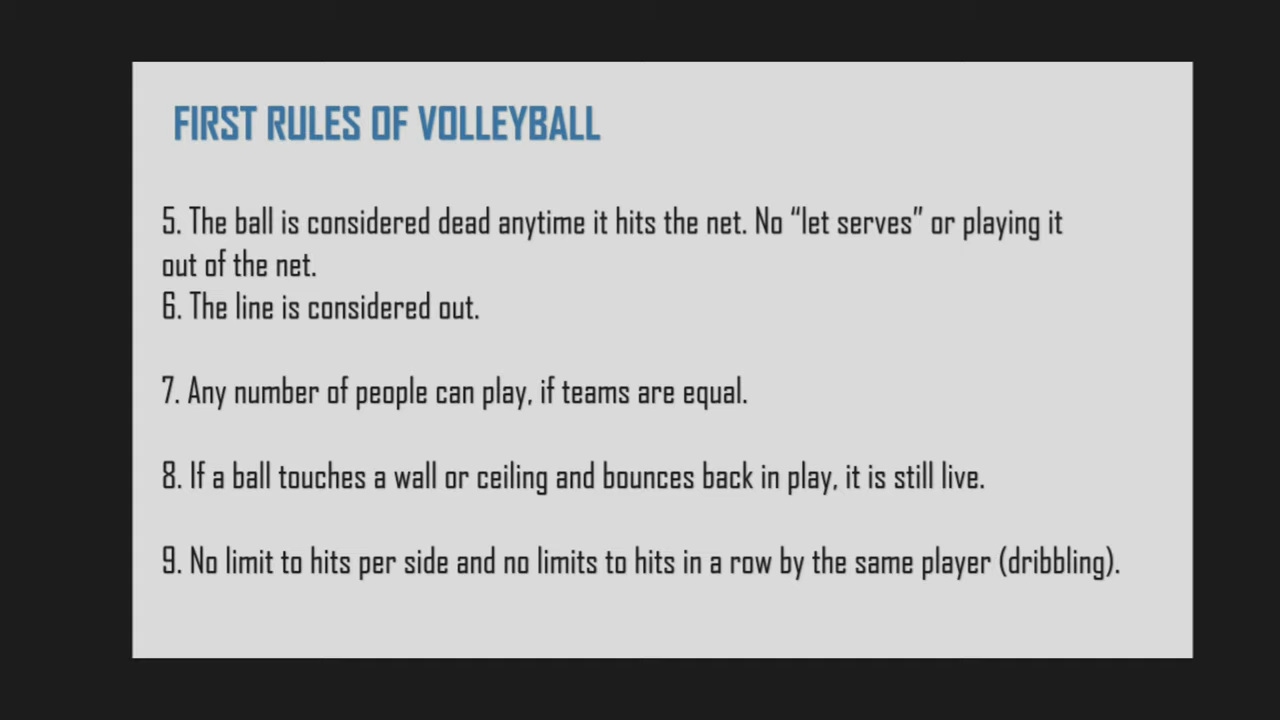 FIRST RULES OF VOLLEYBALL
5. The ball is considered dead anytime it hits the net. No “let serves” or playing it
out of the net.
6. The line is considered out.
7. Any number of people can play, if teams are equal.
8. If a ball touches a wall or ceiling and bounces back in play, it is still live.
9. No limit to hits per side and no limits to hits in a row by the same player (dribbling).